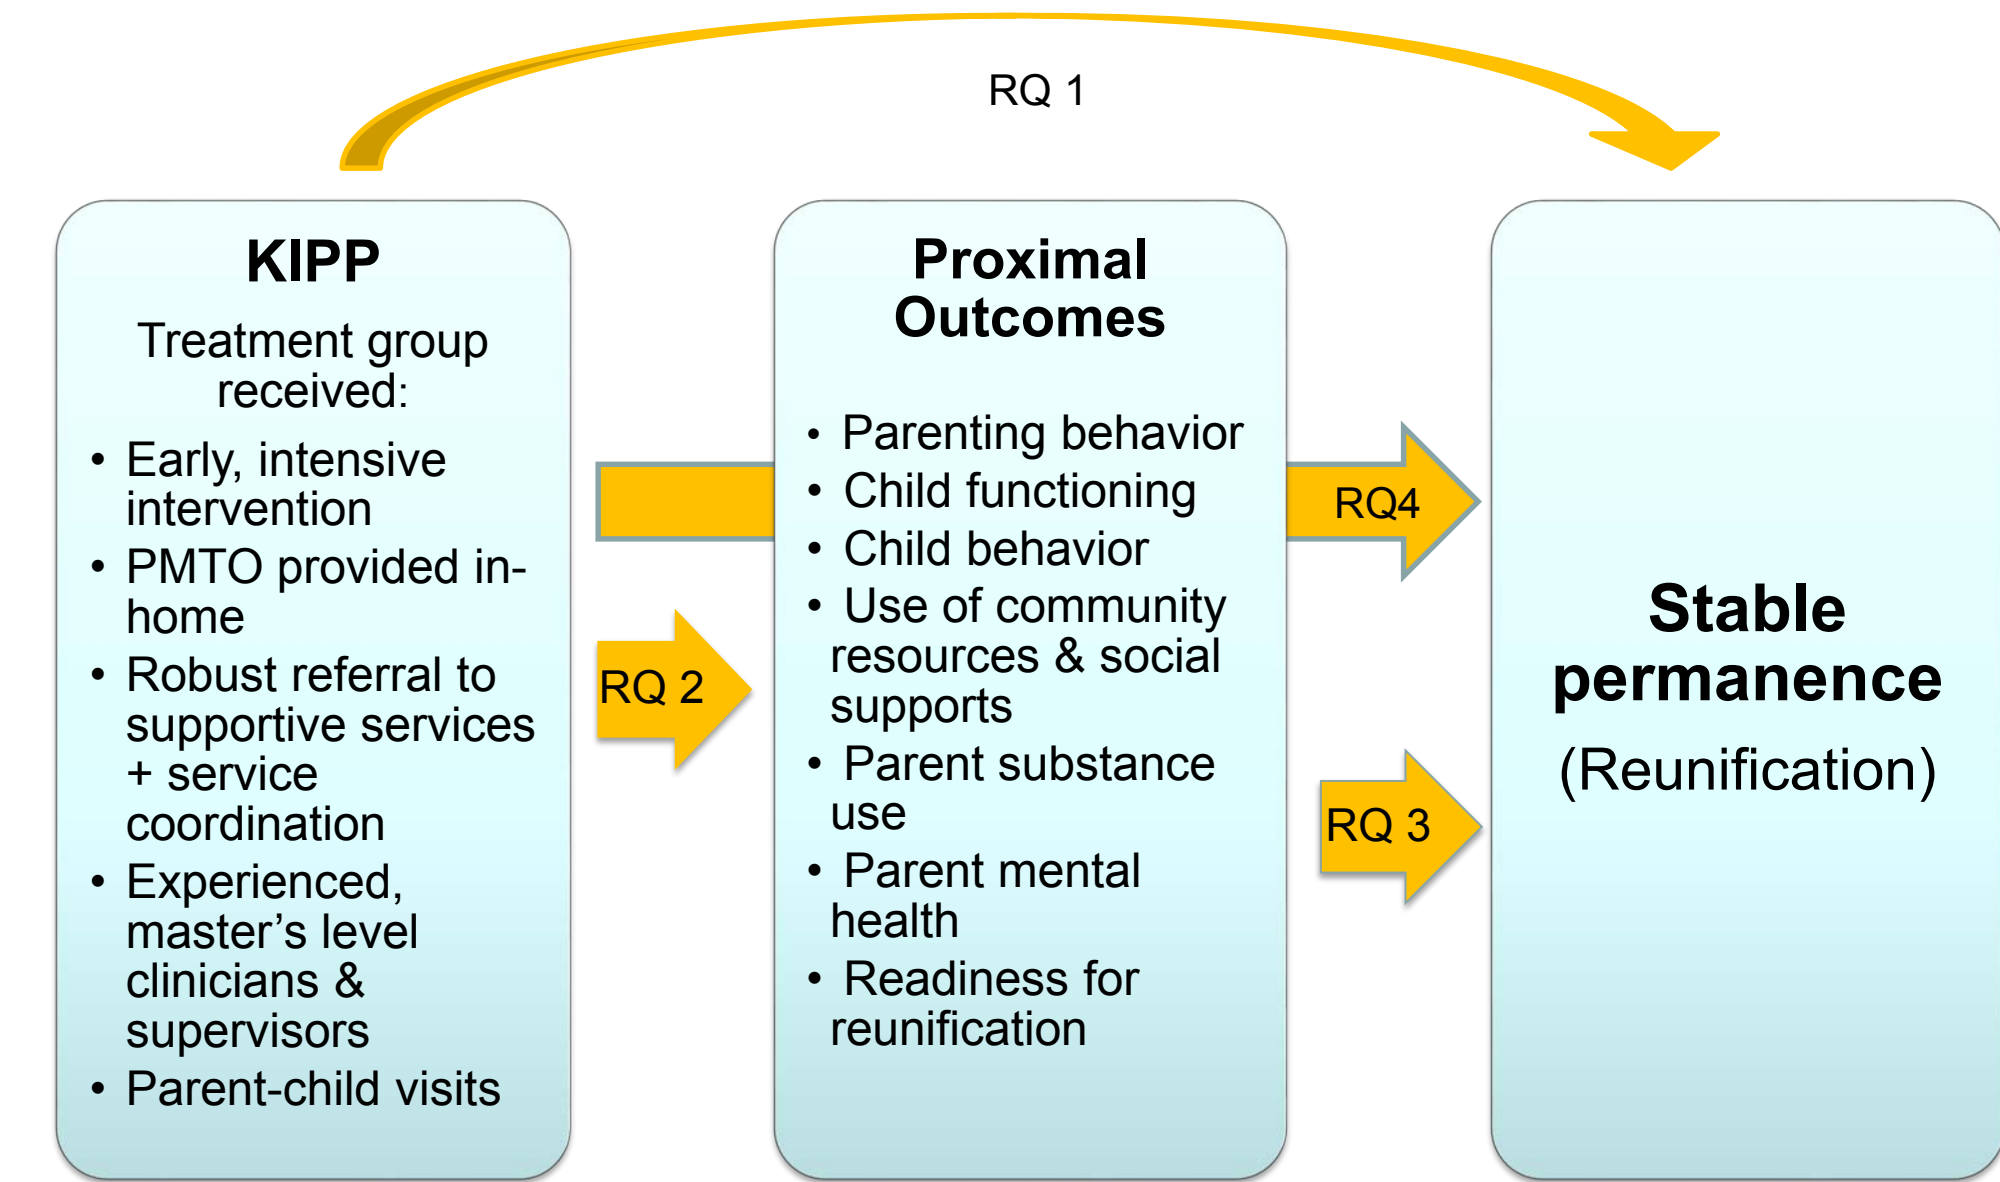 RQ 1
KIPP
Treatment group
received:
• Early, intensive
intervention
• PMTO provided in-
home
• Robust referral to
supportive services
+ service
coordination
• Experienced,
master’s level
clinicians &
supervisors
• Parent-child visits
RQ 2
Proximal
Outcomes
• Parenting behavior
• Child functioning
• Child behavior
• Use of community
resources & social
supports
• Parent substance
use
• Parent mental
health
• Readiness for
reunification
RQ4
RQ 3
Stable
permanence
(Reunification)